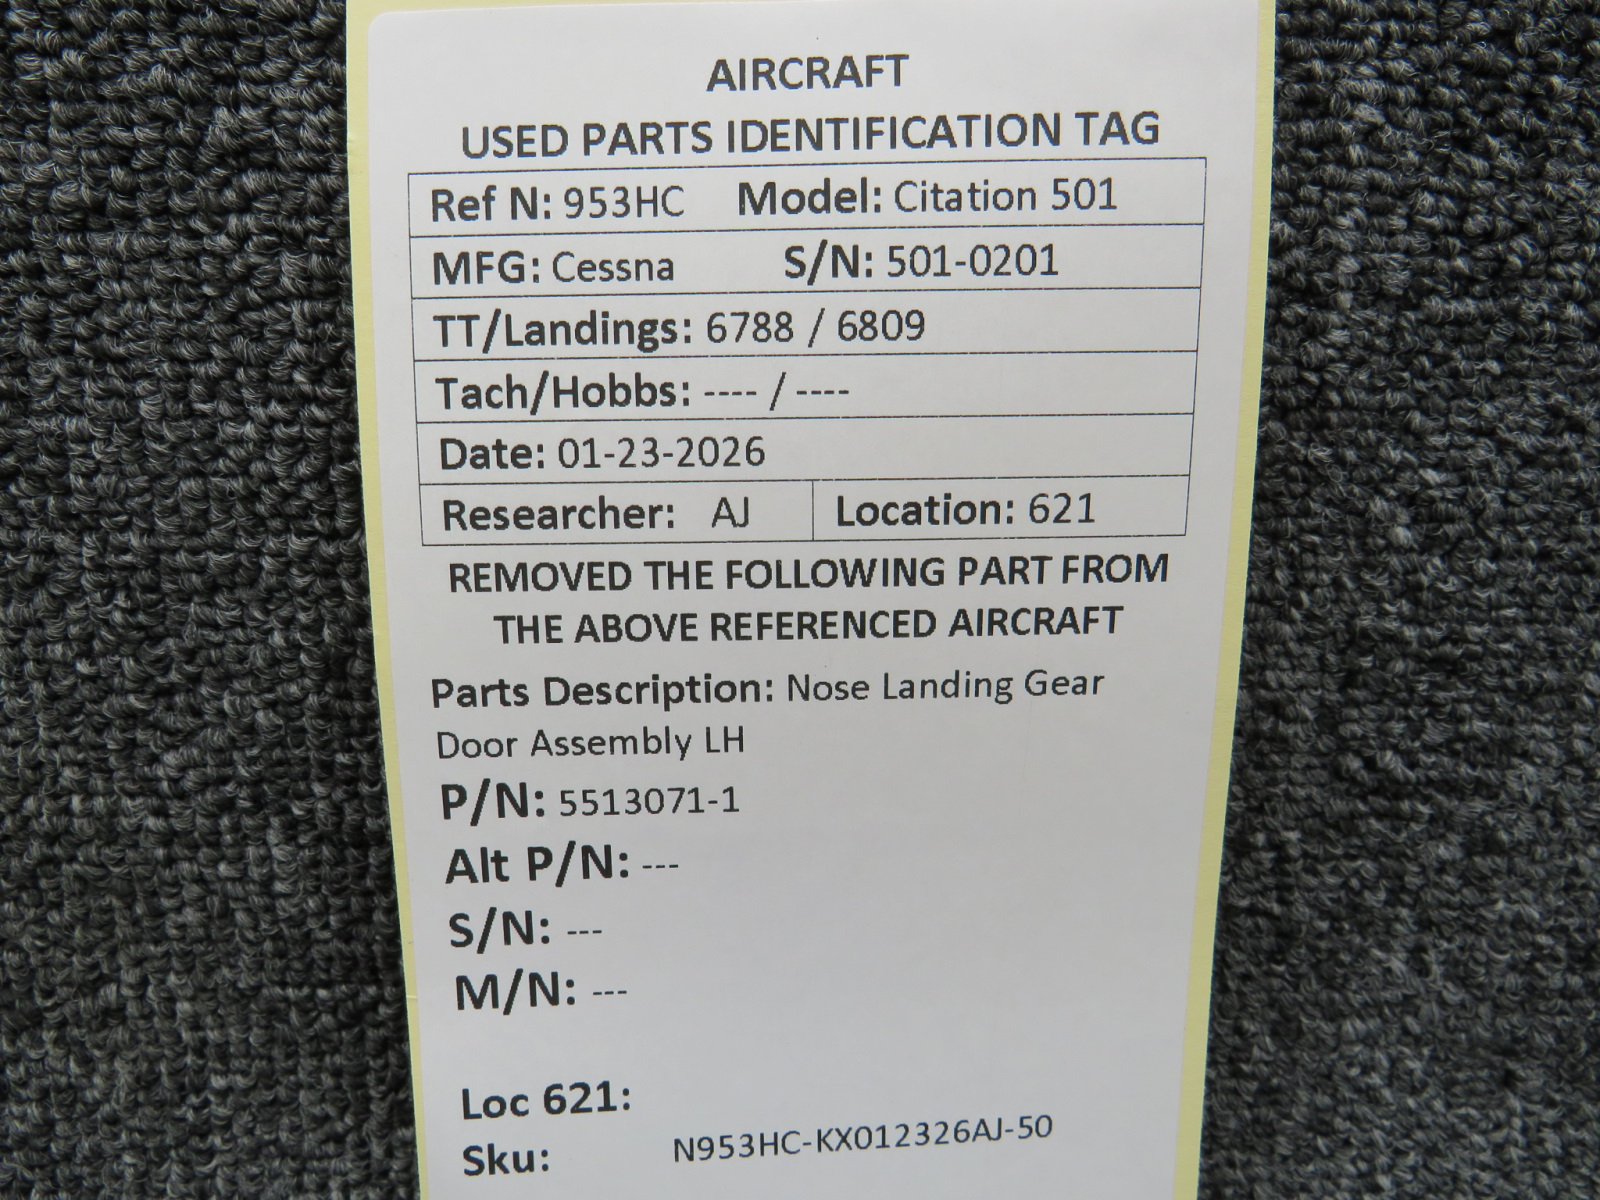 AIRCRAFT
USED PARTS IDENTIFICATION TAG
Ref N: 953HC Model: Citation 501
MFG: Cessna S/N: 501-0201
TT/Landings: 6788 / 6809
Tach/Hobbs: ---- / ----
Date: 01-23-2026
Researcher: AJ Location: 621
REMOVED THE FOLLOWING PART FROM
THE ABOVE REFERENCED AIRCRAFT
Parts Description: Nose Landing Gear
Door Assembly LH
P/N: 5513071-1
Alt P/N: ---
S/N: ---
M/N: ---
Loc 621:
Sku: N953HC-KX012326AJ-50